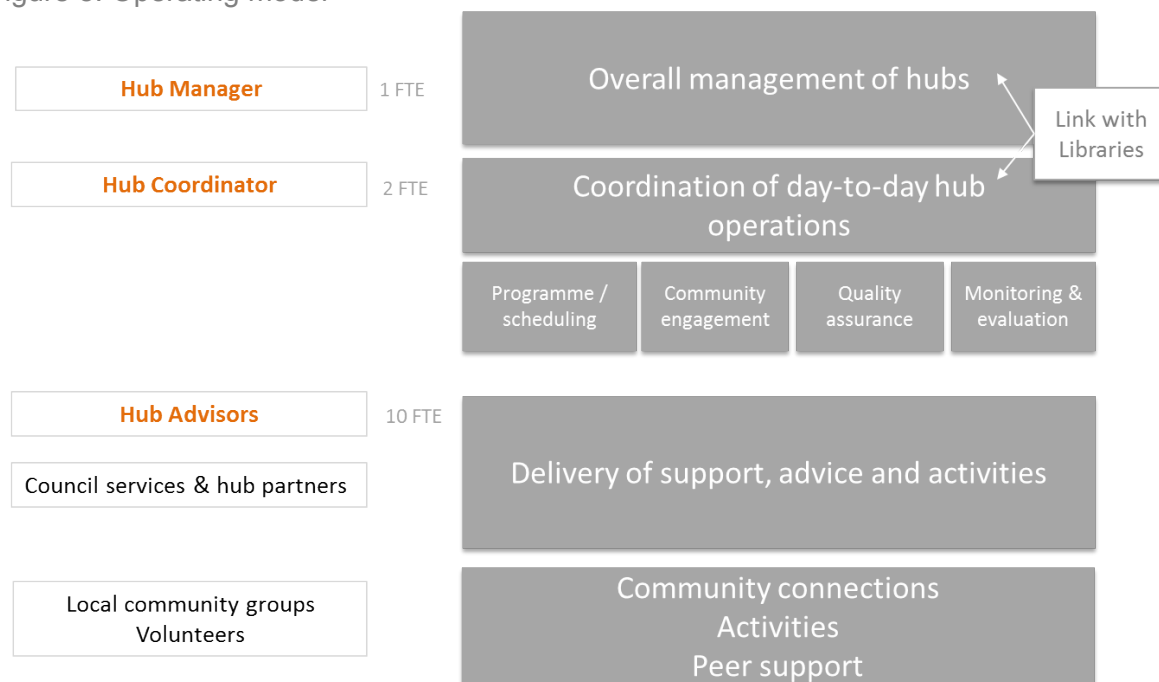 Operating model
Hub Manager
1 FTE
Overall management of hubs
Link with
Libraries
Hub Coordinator
2 FTE
Coordination of day-to-day hub
operations
Programme /
scheduling
Community
engagement
Quality
assurance
Monitoring &
evaluation
Hub Advisors
10 FTE
Council services & hub partners
Delivery of support, advice and activities
Local community groups
Volunteers
Community connections
Activities
Peer support